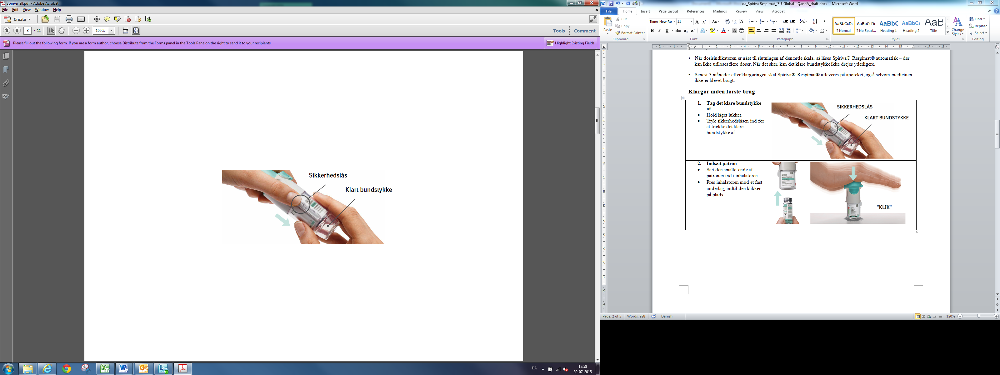 Spiriva_all.pdf - Adobe Acrobat
File Edit View Window Help
Create
3 / 11 109%
Tools Comment
Please fill out the following form. If you are a form author, choose Distribute from the Forms panel in the Tools Pane on the right to send it to your recipients.
Highlight Existing Fields
Sikkerhedslås
Klart bundstykke
DA
12:58
30-07-2015
da_Spiriva Respimat_IFU-Global - QandA_draft.docx - Microsoft Word
File Home Insert Page Layout References Mailings Review View Acrobat
Paste
Cut
Copy
Format Painter
Clipboard
Times New Ro 11
Font
Paragraph
AaBbCcDc AaBbCcDc AaBbC AaBbCc AaB
¶ Normal ¶ No Spaci... Heading 1 Heading 2 Title
Styles
Change Styles
Find
Replace
Select
Editing
• Når dosisindikatoren er nået til slutningen af den røde skala, så låses Spiriva® Respimat® automatisk – der
kan ikke udløses flere doser. Når det sker, kan det klare bundstykke ikke drejes yderligere.
• Senest 3 måneder efter klargøringen skal Spiriva® Respimat® afleveres på apoteket, også selvom medicinen
ikke er blevet brugt.
Klargør inden første brug
1. Tag det klare bundstykke
af
• Hold låget lukket.
• Tryk sikkerhedslåsen ind for
at trække det klare
bundstykke af.
SIKKERHEDSLÅS
KLART BUNDSTYKKE
2. Indsæt patron
• Sæt den smalle ende af
patronen ind i inhalatoren.
• Pres inhalatoren mod et fast
underlag, indtil den klikker
på plads.
"KLIK"
Page: 2 of 5 Words: 928 Danish 120%